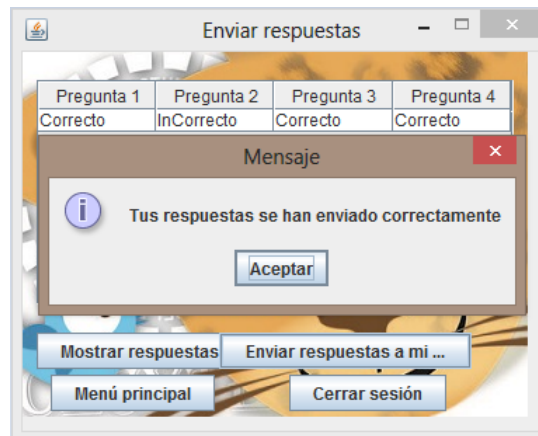 Enviar respuestas
Pregunta 1 Pregunta 2 Pregunta 3 Pregunta 4
Correcto InCorrecto Correcto Correcto
Mensaje
Tus respuestas se han enviado correctamente
Aceptar
Mostrar respuestas Enviar respuestas a mi ...
Menú principal Cerrar sesión